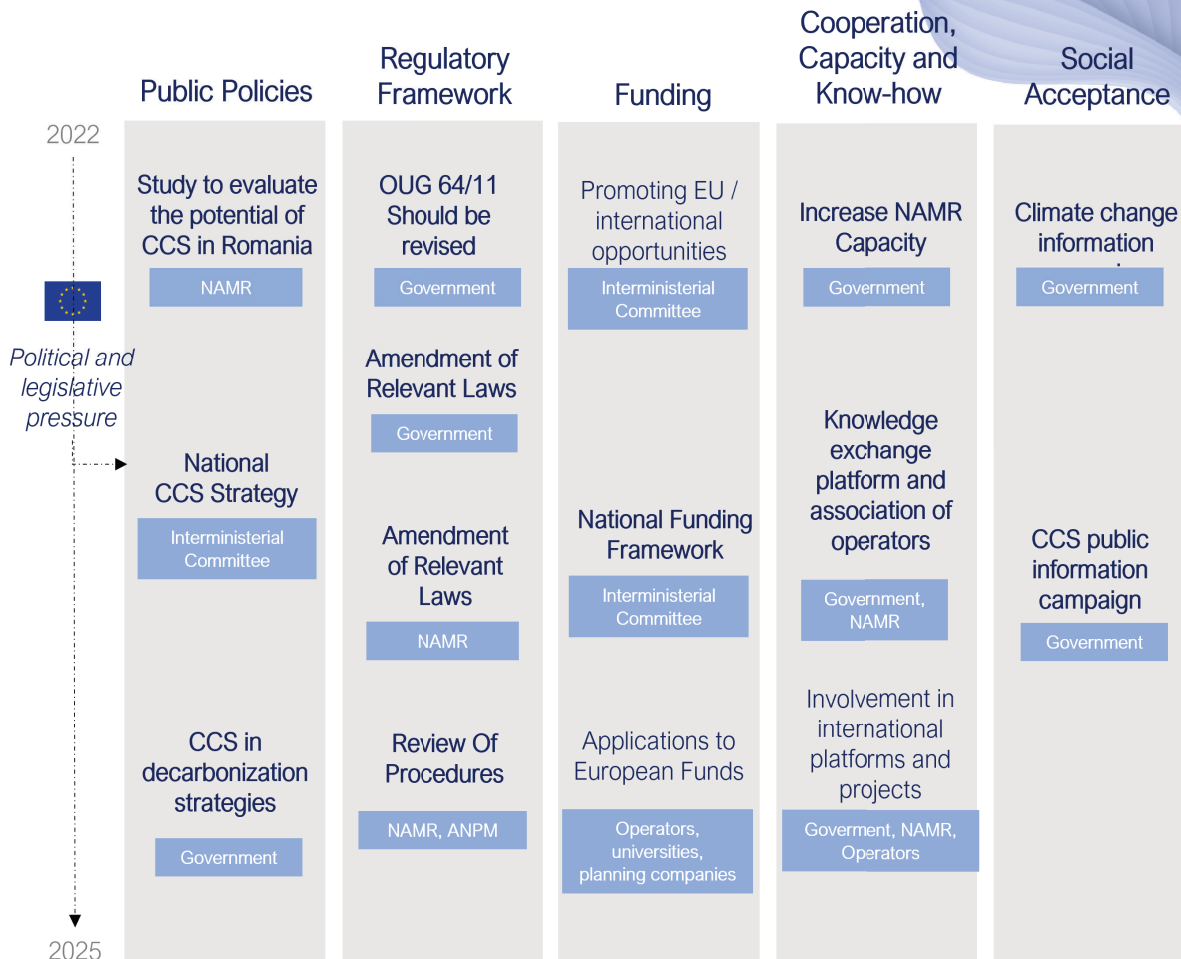 2022
Political and
legislative
pressure
2025
Public Policies
Study to evaluate
the potential of
CCS in Romania
NAMR
National
CCS Strategy
Interministerial
Committee
CCS in
decarbonization
strategies
Government
Regulatory
Framework
OUG 64/11
Should be
revised
Government
Amendment of
Relevant Laws
Government
Amendment
of Relevant
Laws
NAMR
Review Of
Procedures
NAMR, ANPM
Funding
Promoting EU /
international
opportunities
Interministerial
Committee
National Funding
Framework
Interministerial
Committee
Applications to
European Funds
Operators,
universities,
planning companies
Cooperation,
Capacity and
Know-how
Increase NAMR
Capacity
Government
Knowledge
exchange
platform and
association of
operators
Government,
NAMR
Involvement in
international
platforms and
projects
Goverment, NAMR,
Operators
Social
Acceptance
Climate change
information
Government
CCS public
information
campaign
Government